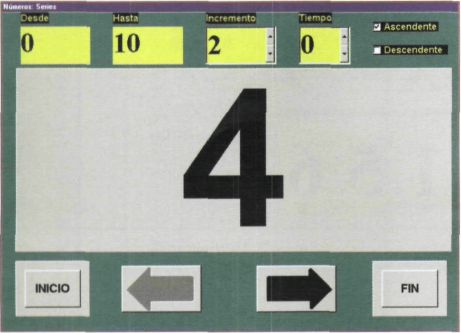 Números: Series
Desde Hasta Incremento Tiempo
0 10 2 0
Ascendente
Descendente
4
INICIO FIN